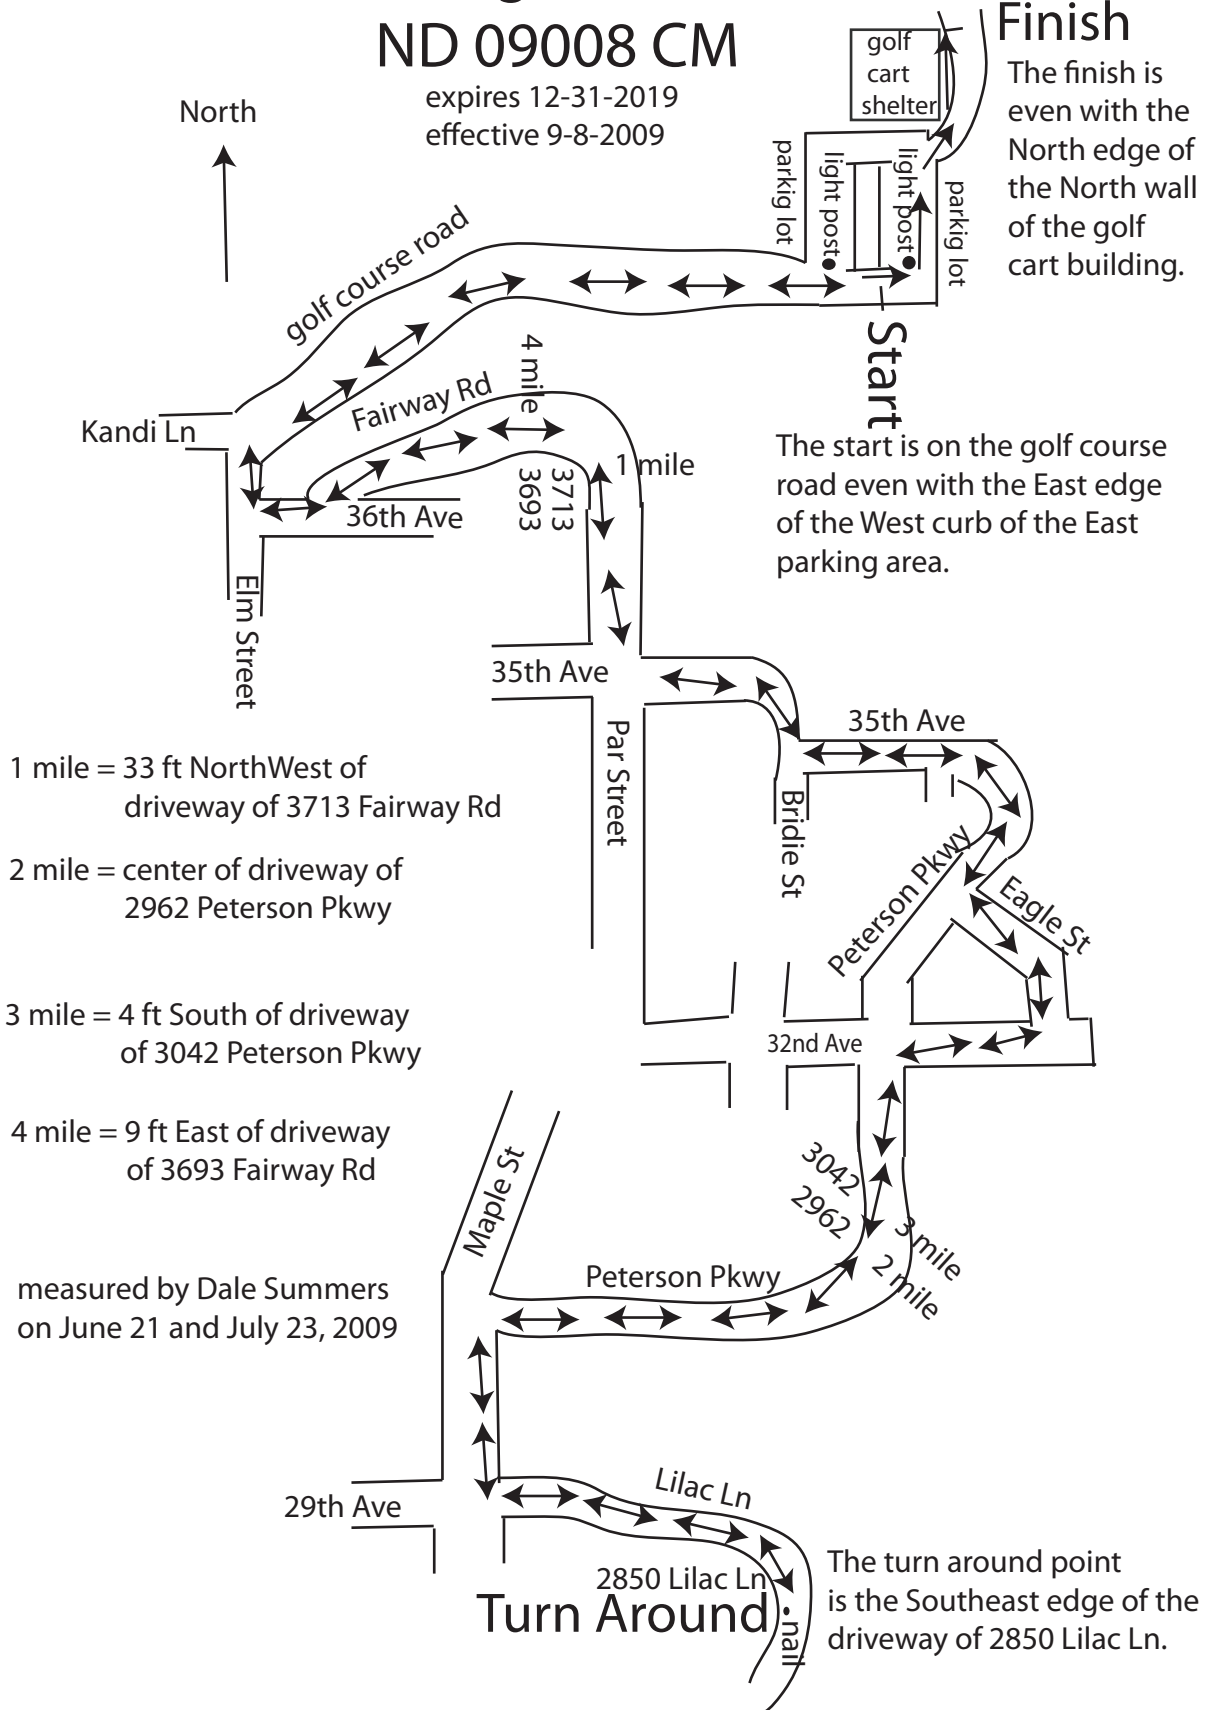 ND 09008 CM
expires 12-31-2019
effective 9-8-2009
North
golf
cart
shelter
Finish
The finish is
even with the
North edge of
the North wall
of the golf
cart building.
parkig lot
light post
light post
parkig lot
golf course road
Start
4 mile
Fairway Rd
Kandi Ln
The start is on the golf course
road even with the East edge
of the West curb of the East
parking area.
1 mile
3713
3693
36th Ave
Elm Street
35th Ave
35th Ave
Par Street
1 mile = 33 ft NorthWest of
driveway of 3713 Fairway Rd
Bridie St
2 mile = center of driveway of
2962 Peterson Pkwy
Peterson Pkwy
Eagle St
3 mile = 4 ft South of driveway
of 3042 Peterson Pkwy
32nd Ave
4 mile = 9 ft East of driveway
of 3693 Fairway Rd
Maple St
3042
2962
3 mile
2 mile
Peterson Pkwy
measured by Dale Summers
on June 21 and July 23, 2009
Lilac Ln
29th Ave
2850 Lilac Ln
Turn Around
nail
The turn around point
is the Southeast edge of the
driveway of 2850 Lilac Ln.